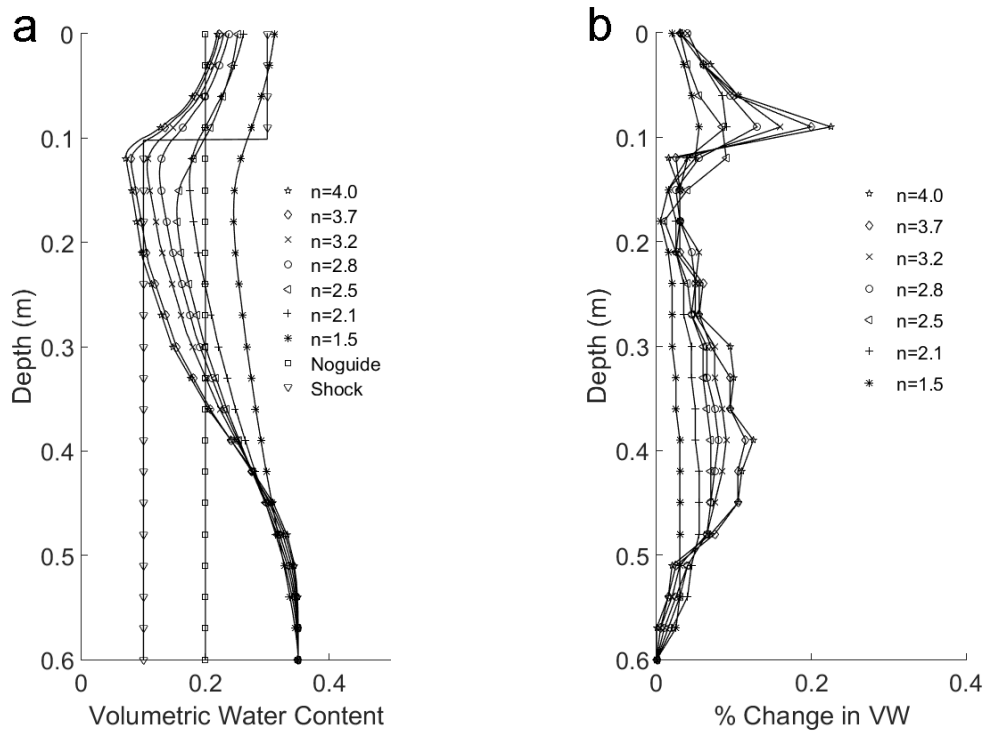 a
0
0.1
0.2
0.3
0.4
0.5
0.6
0
0.2
0.4
Depth (m)
Volumetric Water Content
n=4.0
n=3.7
n=3.2
n=2.8
n=2.5
n=2.1
n=1.5
Noguide
Shock
b
0
0.1
0.2
0.3
0.4
0.5
0.6
0
0.2
0.4
Depth (m)
% Change in VW
n=4.0
n=3.7
n=3.2
n=2.8
n=2.5
n=2.1
n=1.5